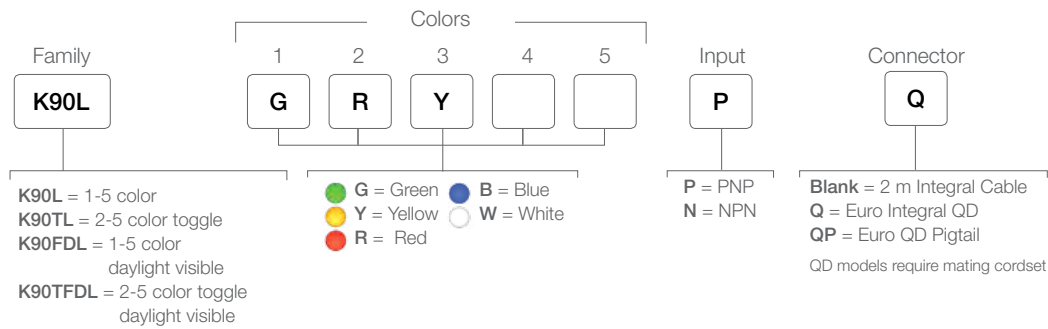 Colors
Family
1 2 3 4 5
Input
Connector
K90L
G R Y
P
Q
K90L = 1-5 color
K90TL = 2-5 color toggle
K90FDL = 1-5 color
daylight visible
K90TFDL = 2-5 color toggle
daylight visible
G = Green B = Blue
Y = Yellow W = White
R = Red
P = PNP
N = NPN
Blank = 2 m Integral Cable
Q = Euro Integral QD
QP = Euro QD Pigtail
QD models require mating cordset